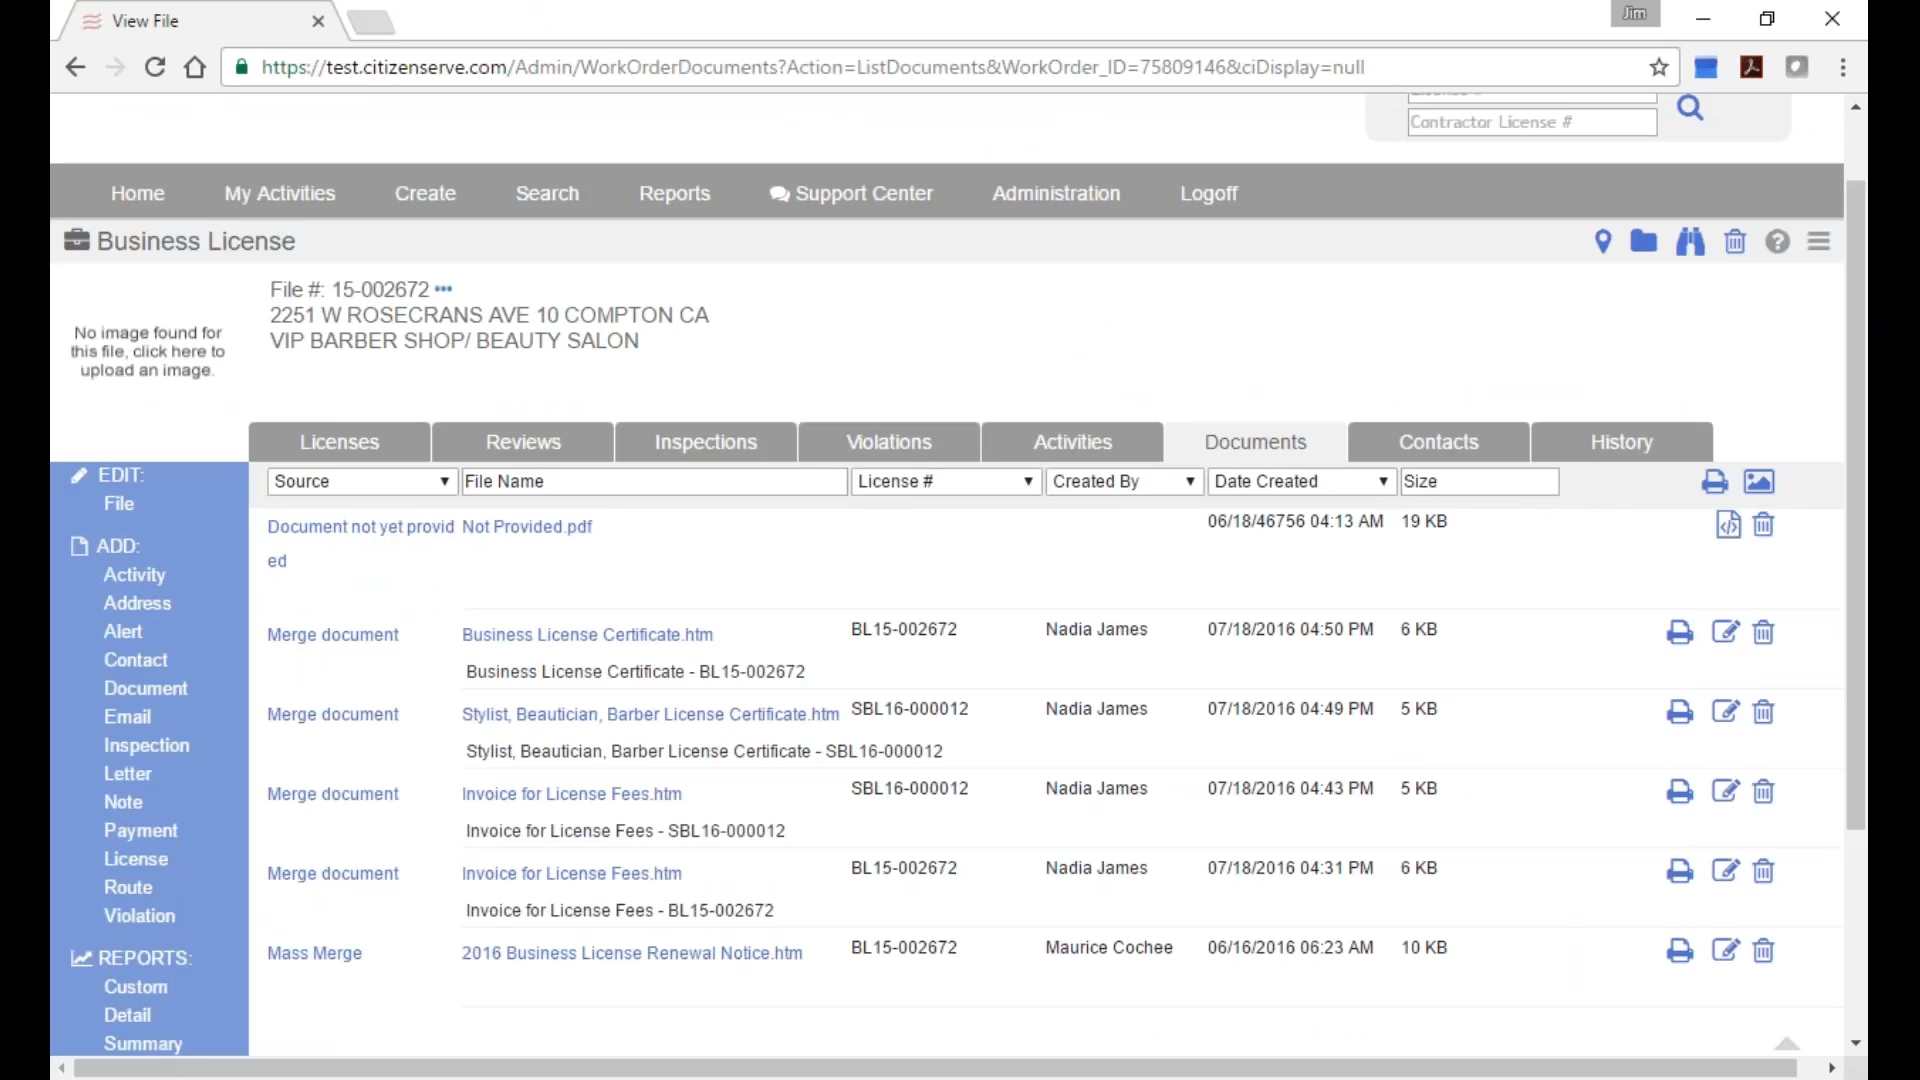 View File
Jim
https://test.citizenserve.com/Admin/WorkOrderDocuments?Action=ListDocuments&WorkOrder_ID=75809146&ciDisplay=null
Contractor License #
Home My Activities Create Search Reports Support Center Administration Logoff
Business License
File #: 15-002672 •••
2251 W ROSECRANS AVE 10 COMPTON CA
VIP BARBER SHOP/ BEAUTY SALON
No image found for
this file, click here to
upload an image.
Licenses Reviews Inspections Violations Activities Documents Contacts History
Source File Name License # Created By Date Created Size
Document not yet provid Not Provided.pdf 06/18/46756 04:13 AM 19 KB
ed
Merge document Business License Certificate.htm BL15-002672 Nadia James 07/18/2016 04:50 PM 6 KB
Business License Certificate - BL15-002672
Merge document Stylist, Beautician, Barber License Certificate.htm SBL16-000012 Nadia James 07/18/2016 04:49 PM 5 KB
Stylist, Beautician, Barber License Certificate - SBL16-000012
Merge document Invoice for License Fees.htm SBL16-000012 Nadia James 07/18/2016 04:43 PM 5 KB
Invoice for License Fees - SBL16-000012
Merge document Invoice for License Fees.htm BL15-002672 Nadia James 07/18/2016 04:31 PM 6 KB
Invoice for License Fees - BL15-002672
Mass Merge 2016 Business License Renewal Notice.htm BL15-002672 Maurice Cochee 06/16/2016 06:23 AM 10 KB
EDIT:
File
ADD:
Activity
Address
Alert
Contact
Document
Email
Inspection
Letter
Note
Payment
License
Route
Violation
REPORTS:
Custom
Detail
Summary